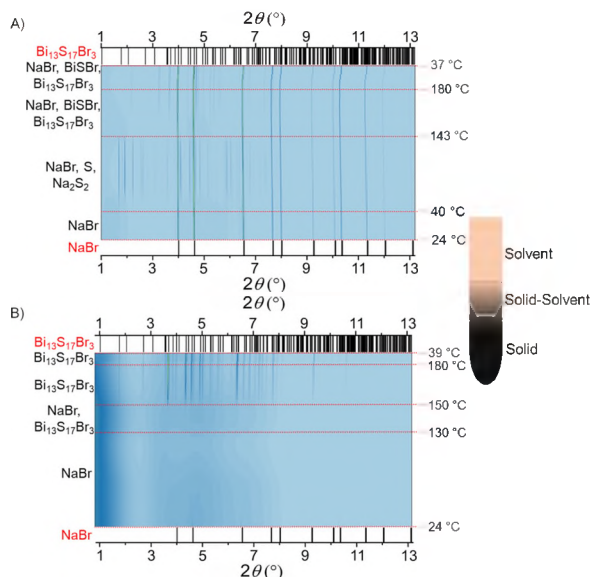 A)
2θ(°)
1 3 5 7 9 11 13
Bi₁₃S₁₇Br₃
37 °C
NaBr, BiSBr,
Bi₁₃S₁₇Br₃
180 °C
NaBr, BiSBr,
Bi₁₃S₁₇Br₃
143 °C
NaBr, S,
Na₂S₂
40 °C
NaBr
24 °C
NaBr
1 3 5 7 9 11 13
2θ(°)
Solvent
Solid-Solvent
Solid
B)
2θ(°)
1 3 5 7 9 11 13
Bi₁₃S₁₇Br₃
39 °C
Bi₁₃S₁₇Br₃
180 °C
Bi₁₃S₁₇Br₃
150 °C
NaBr,
Bi₁₃S₁₇Br₃
130 °C
NaBr
24 °C
NaBr
1 3 5 7 9 11 13
2θ(°)